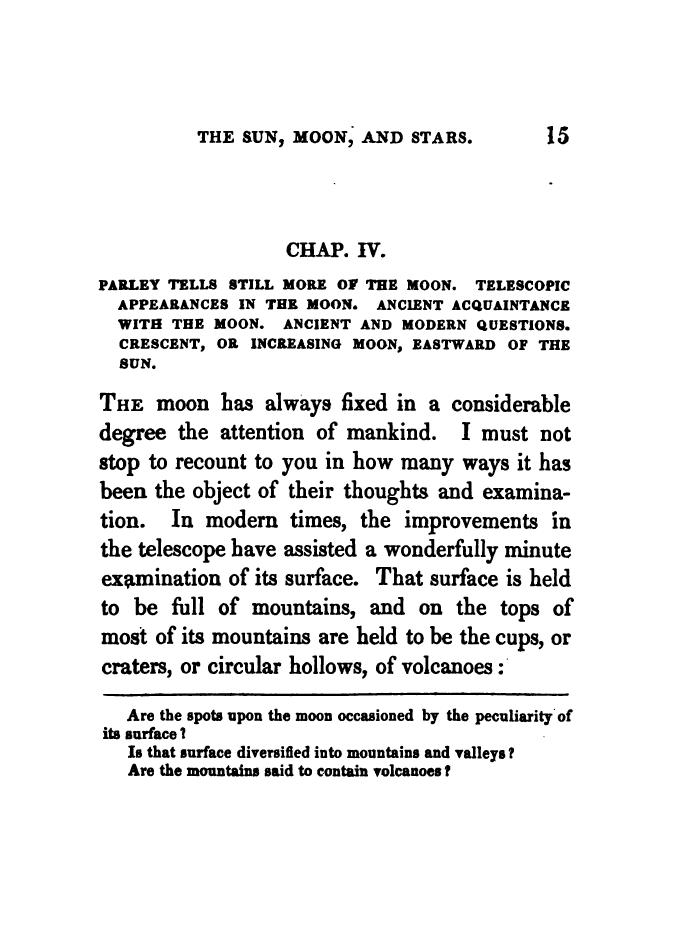 THE SUN, MOON, AND STARS. 15
CHAP. IV.
PARLEY TELLS STILL MORE OF THE MOON. TELESCOPIC
APPEARANCES IN THE MOON. ANCIENT ACQUAINTANCE
WITH THE MOON. ANCIENT AND MODERN QUESTIONS.
CRESCENT, OR INCREASING MOON, EASTWARD OF THE
SUN.
THE moon has always fixed in a considerable
degree the attention of mankind. I must not
stop to recount to you in how many ways it has
been the object of their thoughts and examina-
tion. In modern times, the improvements in
the telescope have assisted a wonderfully minute
examination of its surface. That surface is held
to be full of mountains, and on the tops of
most of its mountains are held to be the cups, or
craters, or circular hollows, of volcanoes:
Are the spots upon the moon occasioned by the peculiarity of
its surface?
Is that surface diversified into mountains and valleys?
Are the mountains said to contain volcanoes?